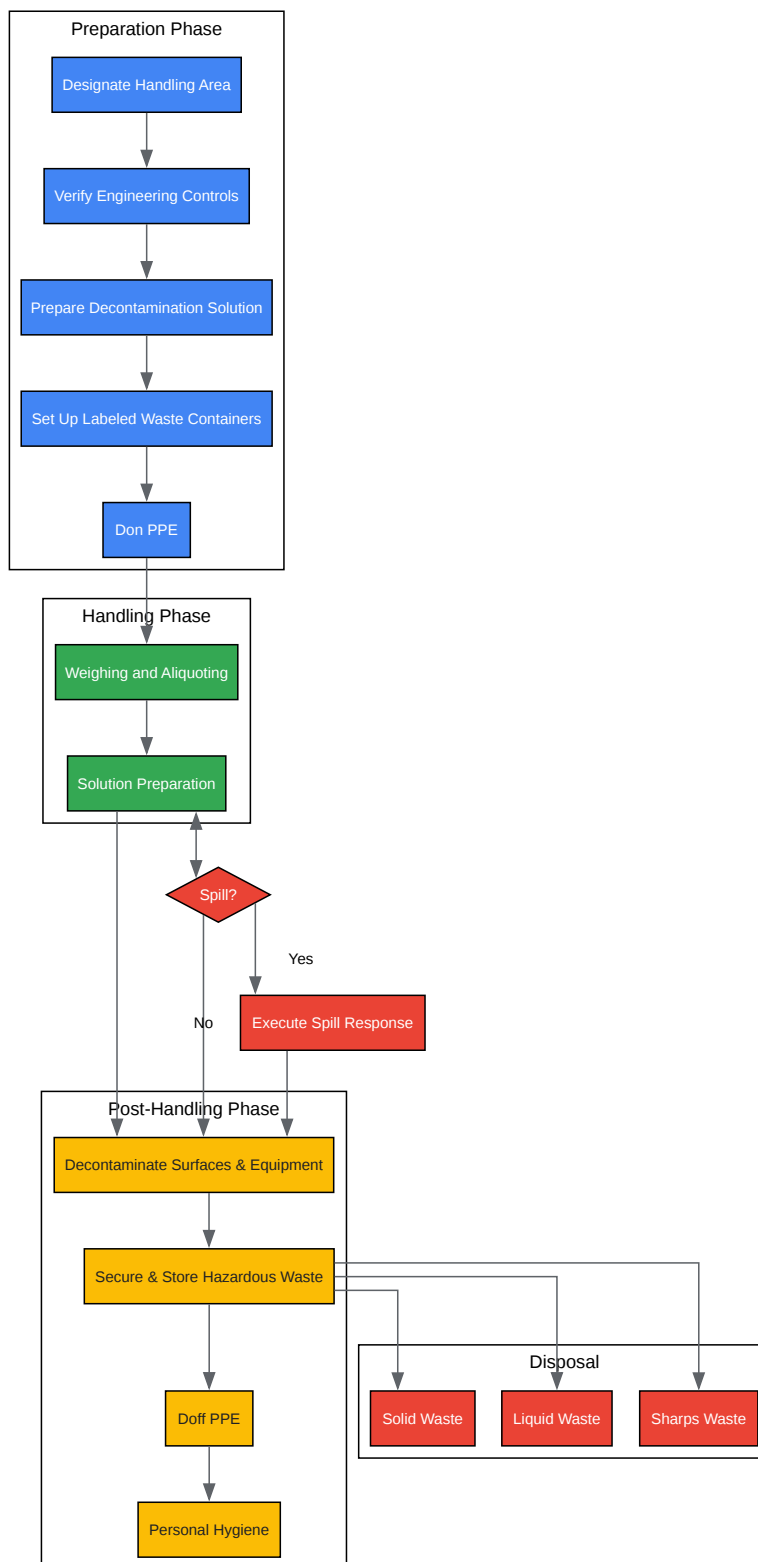 Preparation Phase
Designate Handling Area
Verify Engineering Controls
Prepare Decontamination Solution
Set Up Labeled Waste Containers
Don PPE
Handling Phase
Weighing and Aliquoting
Solution Preparation
Spill?
Yes
No
Execute Spill Response
Post-Handling Phase
Decontaminate Surfaces & Equipment
Secure & Store Hazardous Waste
Disposal
Solid Waste
Liquid Waste
Sharps Waste
Doff PPE
Personal Hygiene